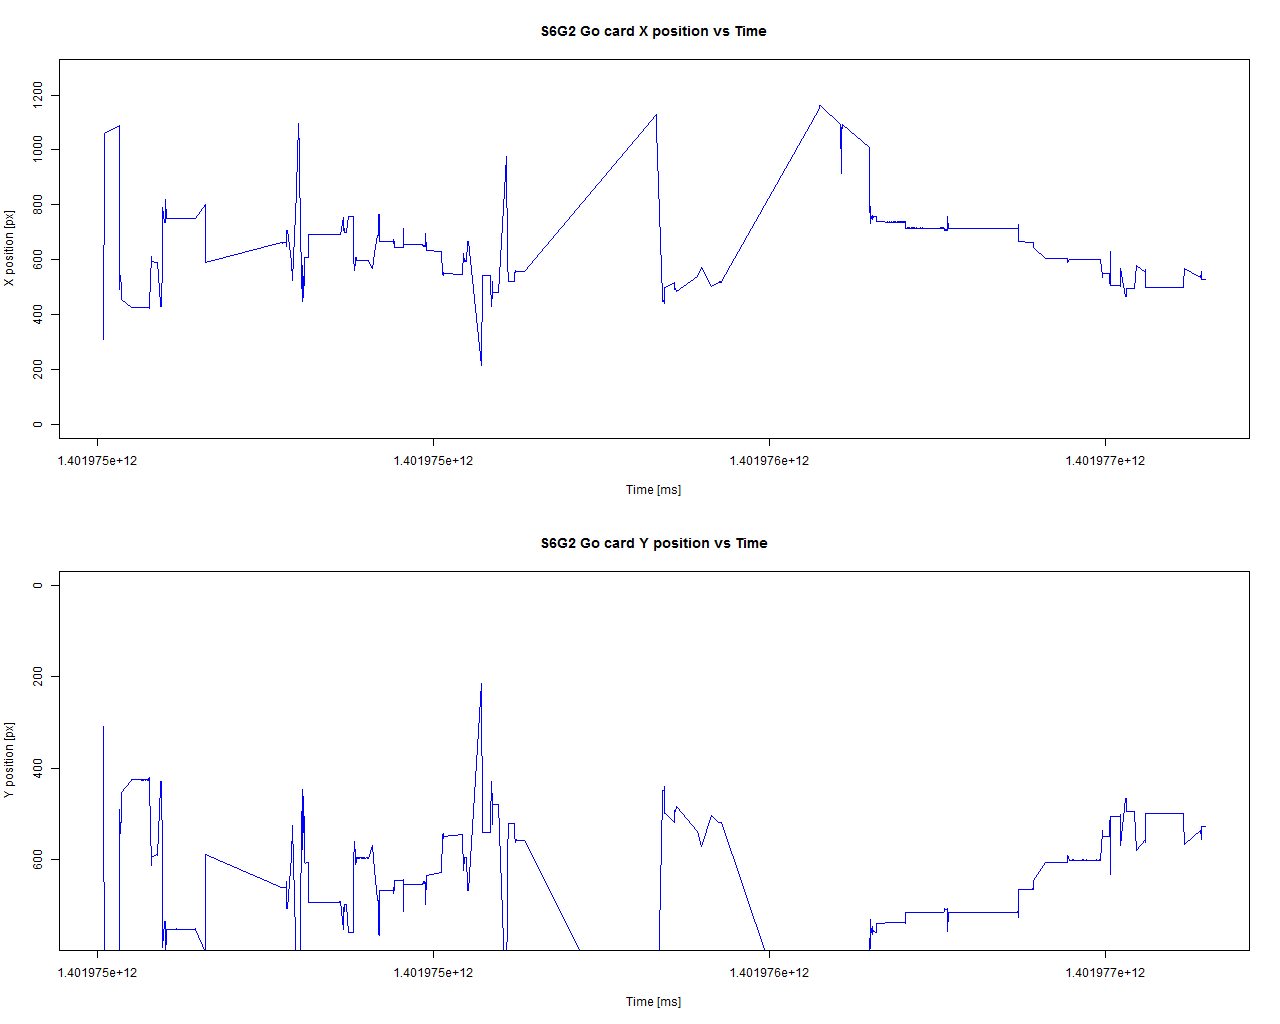 S6G2 Go card X position vs Time
X position [px]
1200
1000
800
600
400
200
0
1.401975e+12 1.401975e+12 1.401976e+12 1.401977e+12
Time [ms]
S6G2 Go card Y position vs Time
Y position [px]
0
200
400
600
1.401975e+12 1.401975e+12 1.401976e+12 1.401977e+12
Time [ms]